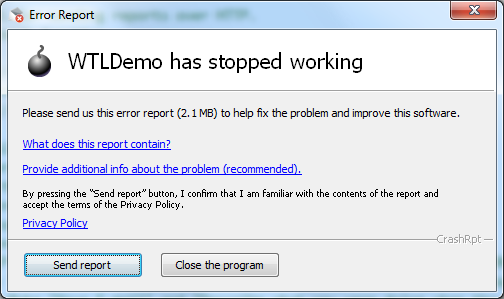 reports over HTTP.
Error Report
WTLDemo has stopped working
Please send us this error report (2.1 MB) to help fix the problem and improve this software.
What does this report contain?
Provide additional info about the problem (recommended).
By pressing the "Send report" button, I confirm that I am familiar with the contents of the report and
accept the terms of the Privacy Policy.
Privacy Policy
CrashRpt
Send report
Close the program